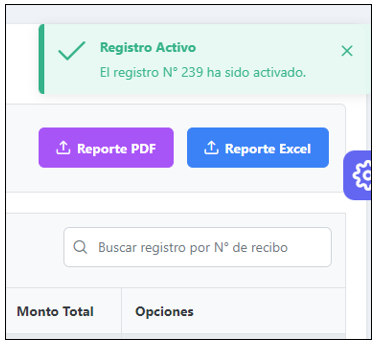 Registro Activo
El registro N° 239 ha sido activado.
Reporte PDF
Reporte Excel
Buscar registro por N° de recibo
Monto Total
Opciones